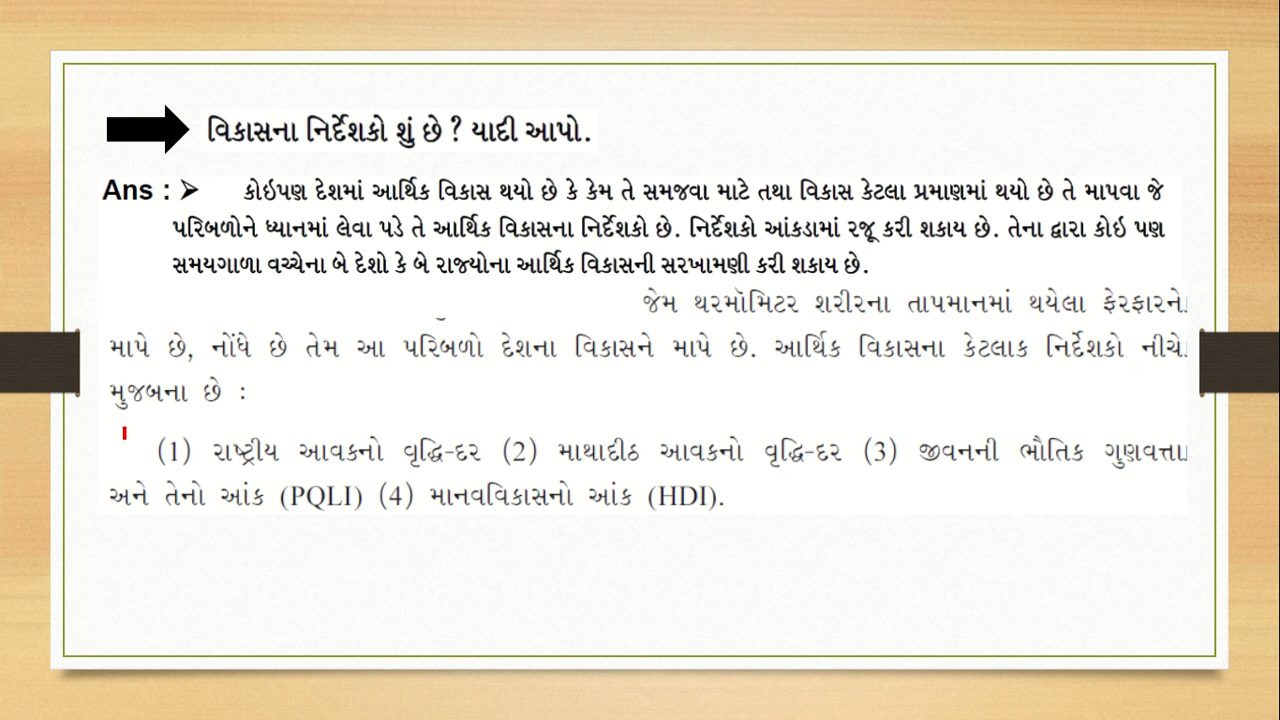 વિકાસના નિર્દેશકો શું છે ? યાદી આપો.
Ans : ➢ કોઇપણ દેશમાં આર્થિક વિકાસ થયો છે કે કેમ તે સમજવા માટે તથા વિકાસ કેટલા પ્રમાણમાં થયો છે તે માપવા જે
પરિબળોને ધ્યાનમાં લેવા પડે તે આર્થિક વિકાસના નિર્દેશકો છે. નિર્દેશકો આંકડામાં રજૂ કરી શકાય છે. તેના દ્વારા કોઇ પણ
સમયગાળા વચ્ચેના બે દેશો કે બે રાજ્યોના આર્થિક વિકાસની સરખામણી કરી શકાય છે.
જેમ થરમૉમિટર શરીરના તાપમાનમાં થયેલા ફેરફારને
માપે છે, નોંધે છે તેમ આ પરિબળો દેશના વિકાસને માપે છે. આર્થિક વિકાસના કેટલાક નિર્દેશકો નીચે
મુજબના છે :
(1) રાષ્ટ્રીય આવકનો વૃદ્ધિ-દર (2) માથાદીઠ આવકનો વૃદ્ધિ-દર (3) જીવનની ભૌતિક ગુણવત્તા
અને તેનો આંક (PQLI) (4) માનવવિકાસનો આંક (HDI).